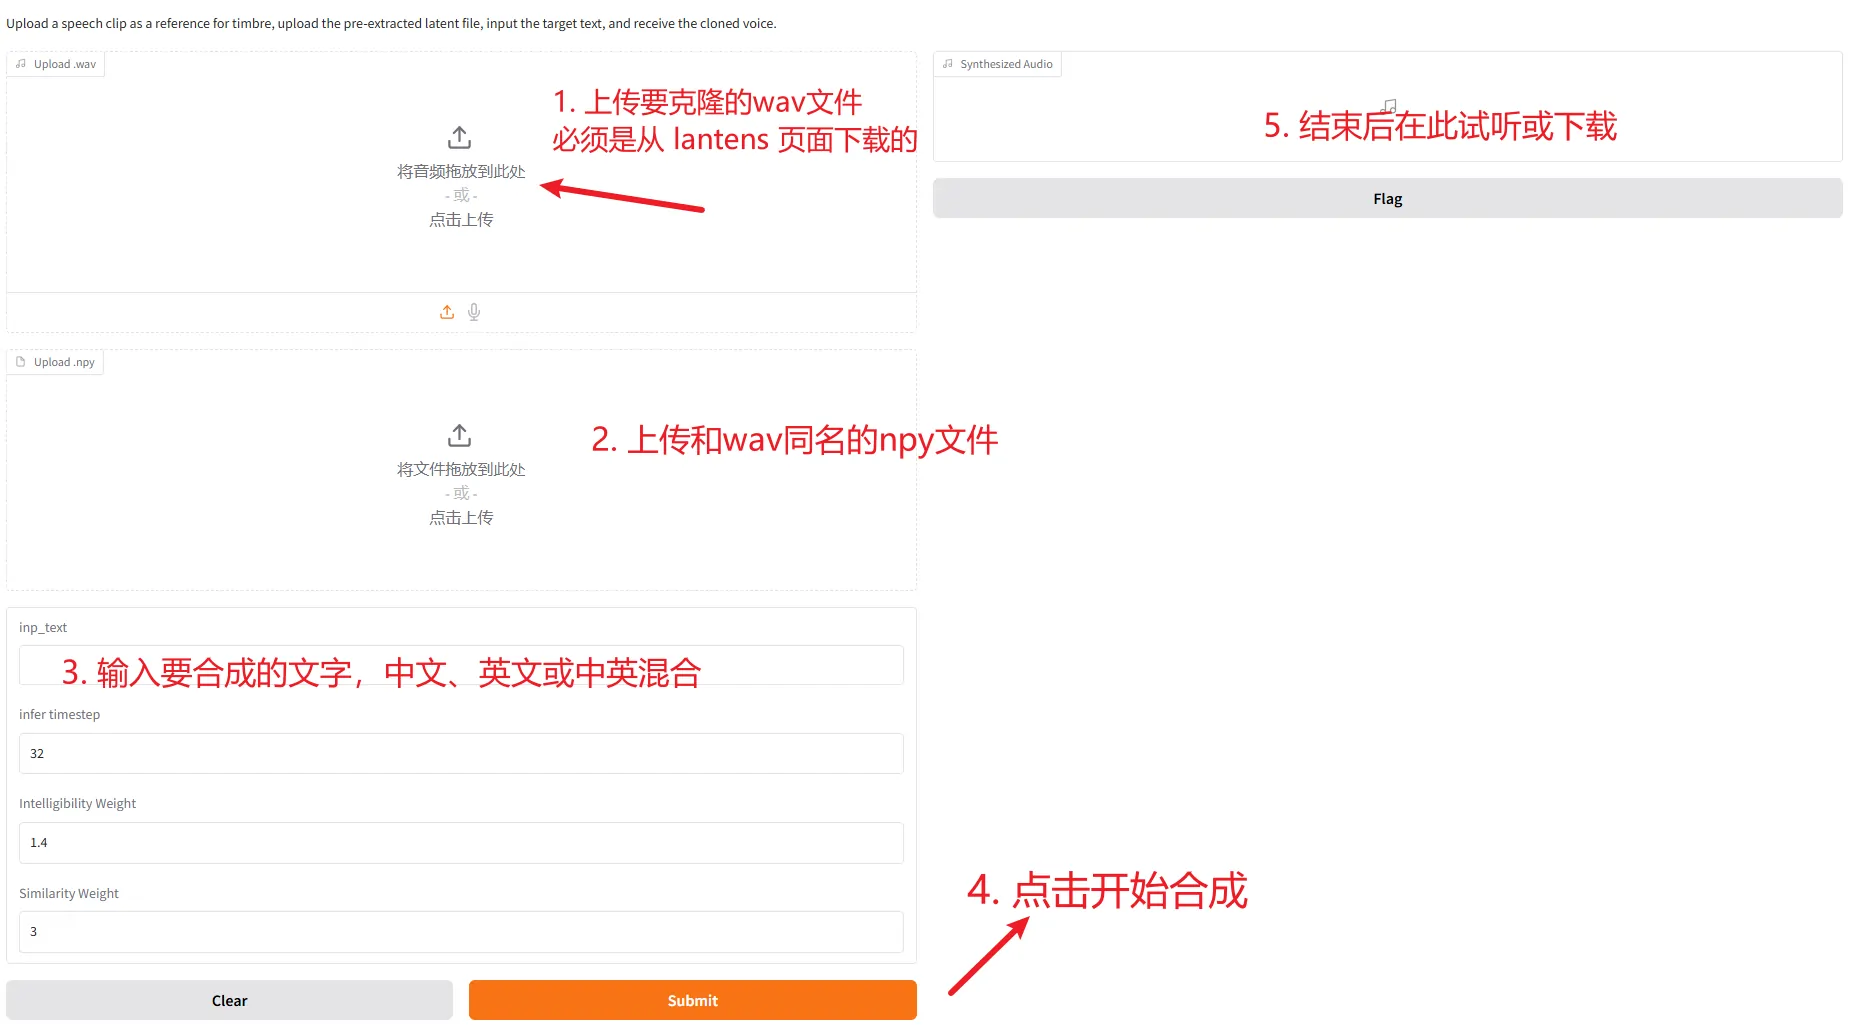 Upload a speech clip as a reference for timbre, upload the pre-extracted latent file, input the target text, and receive the cloned voice.
Upload .wav
1. 上传要克隆的wav文件
必须是从 lantens 页面下载的
将音频拖放到此处
- 或 -
点击上传
Upload .npy
2. 上传和wav同名的npy文件
将文件拖放到此处
- 或 -
点击上传
inp_text
3. 输入要合成的文字，中文、英文或中英混合
infer timestep
32
Intelligibility Weight
1.4
Similarity Weight
3
Clear
Submit
4. 点击开始合成
Synthesized Audio
5. 结束后在此试听或下载
Flag